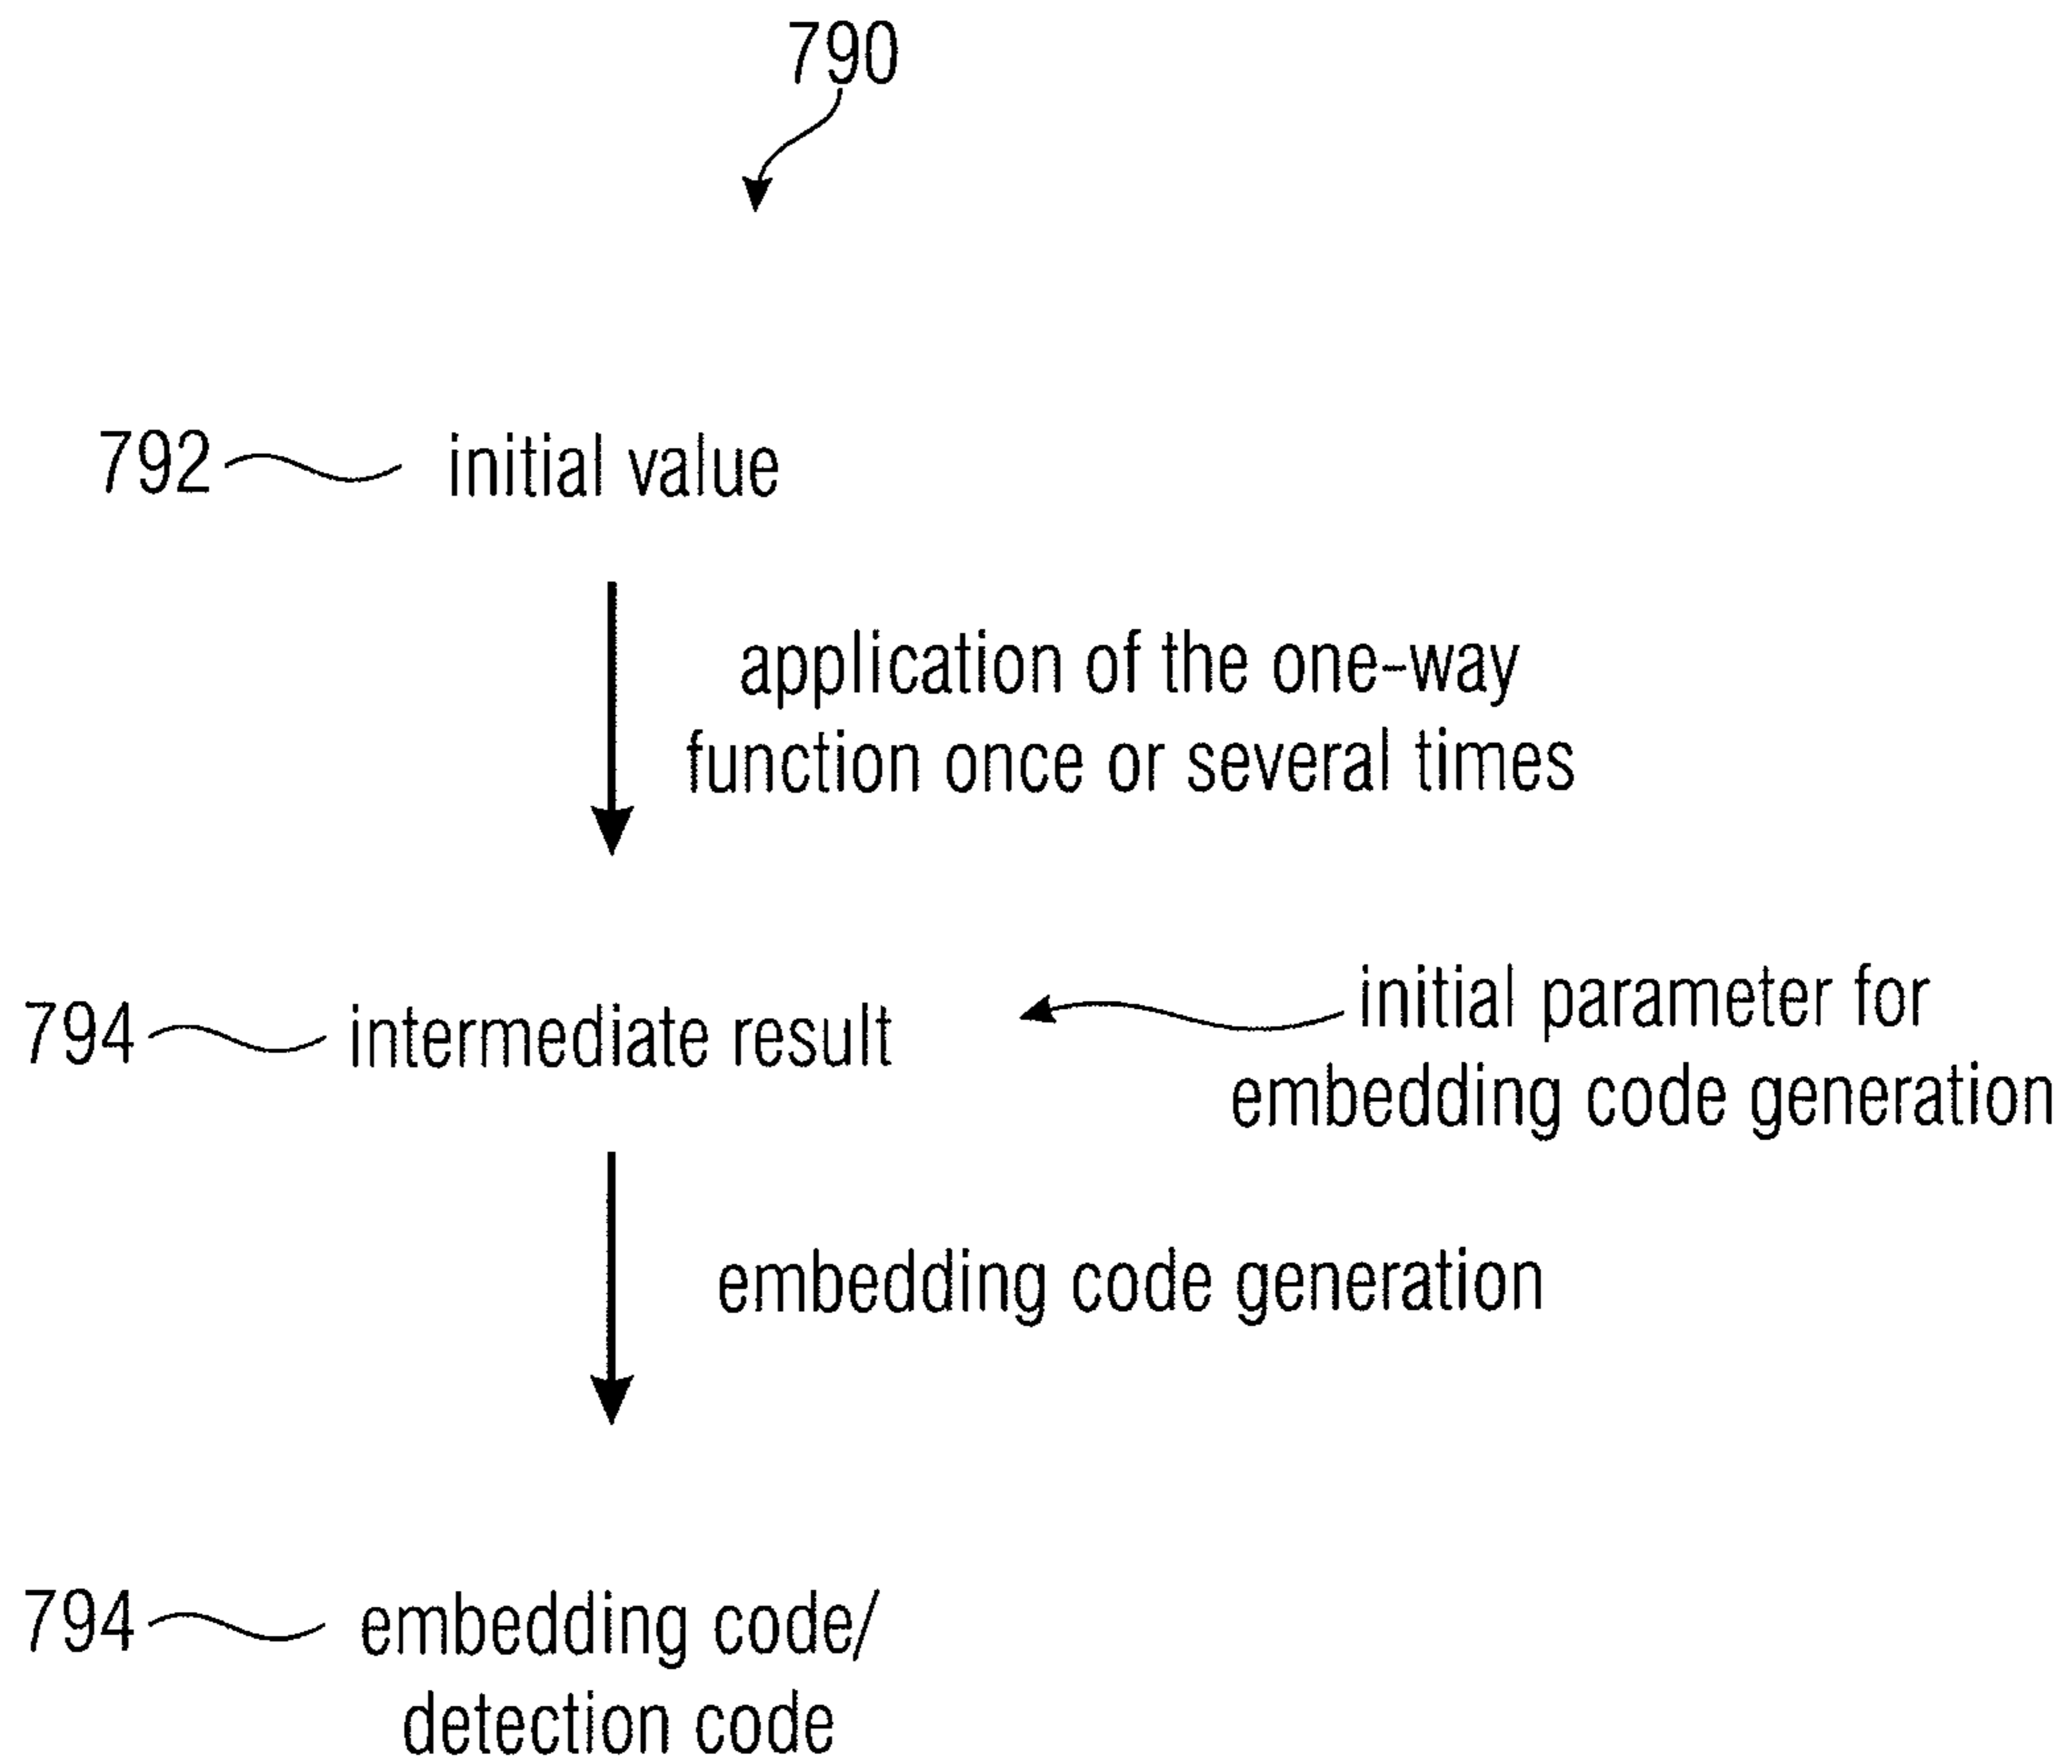 790
792 initial value
application of the one-way
function once or several times
794 intermediate result
initial parameter for
embedding code generation
embedding code generation
794 embedding code/
detection code